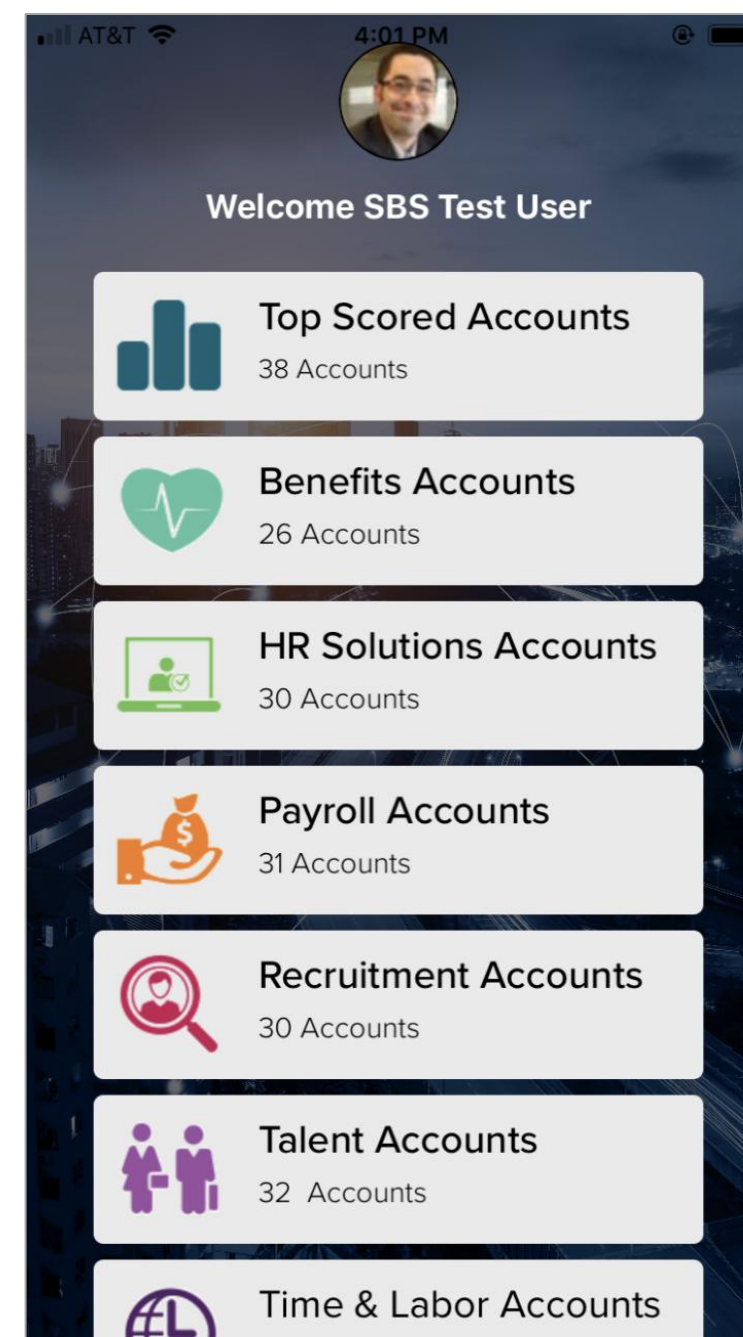 AT&T 4:01 PM
Welcome SBS Test User
Top Scored Accounts
38 Accounts
Benefits Accounts
26 Accounts
HR Solutions Accounts
30 Accounts
$
Payroll Accounts
31 Accounts
Recruitment Accounts
30 Accounts
Talent Accounts
32 Accounts
Time & Labor Accounts